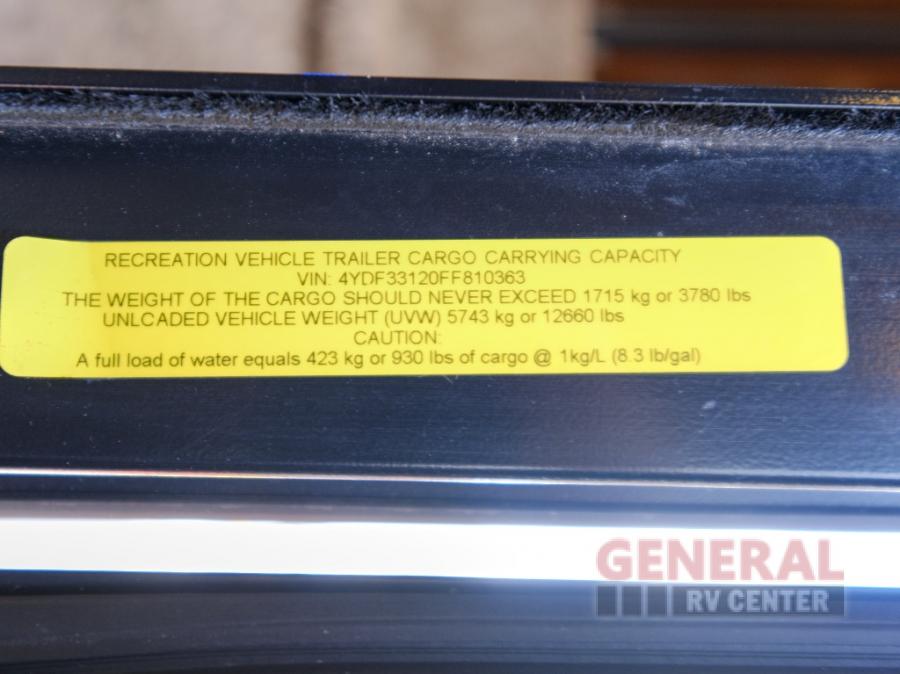 RECREATION VEHICLE TRAILER CARGO CARRYING CAPACITY
VIN: 4YDF33120FF810363
THE WEIGHT OF THE CARGO SHOULD NEVER EXCEED 1715 kg or 3780 lbs
UNLCADED VEHICLE WEIGHT (UVW) 5743 kg or 12660 lbs
CAUTION:
A full load of water equals 423 kg or 930 lbs of cargo @ 1kg/L (8.3 lb/gal)
GENERAL
RV CENTER